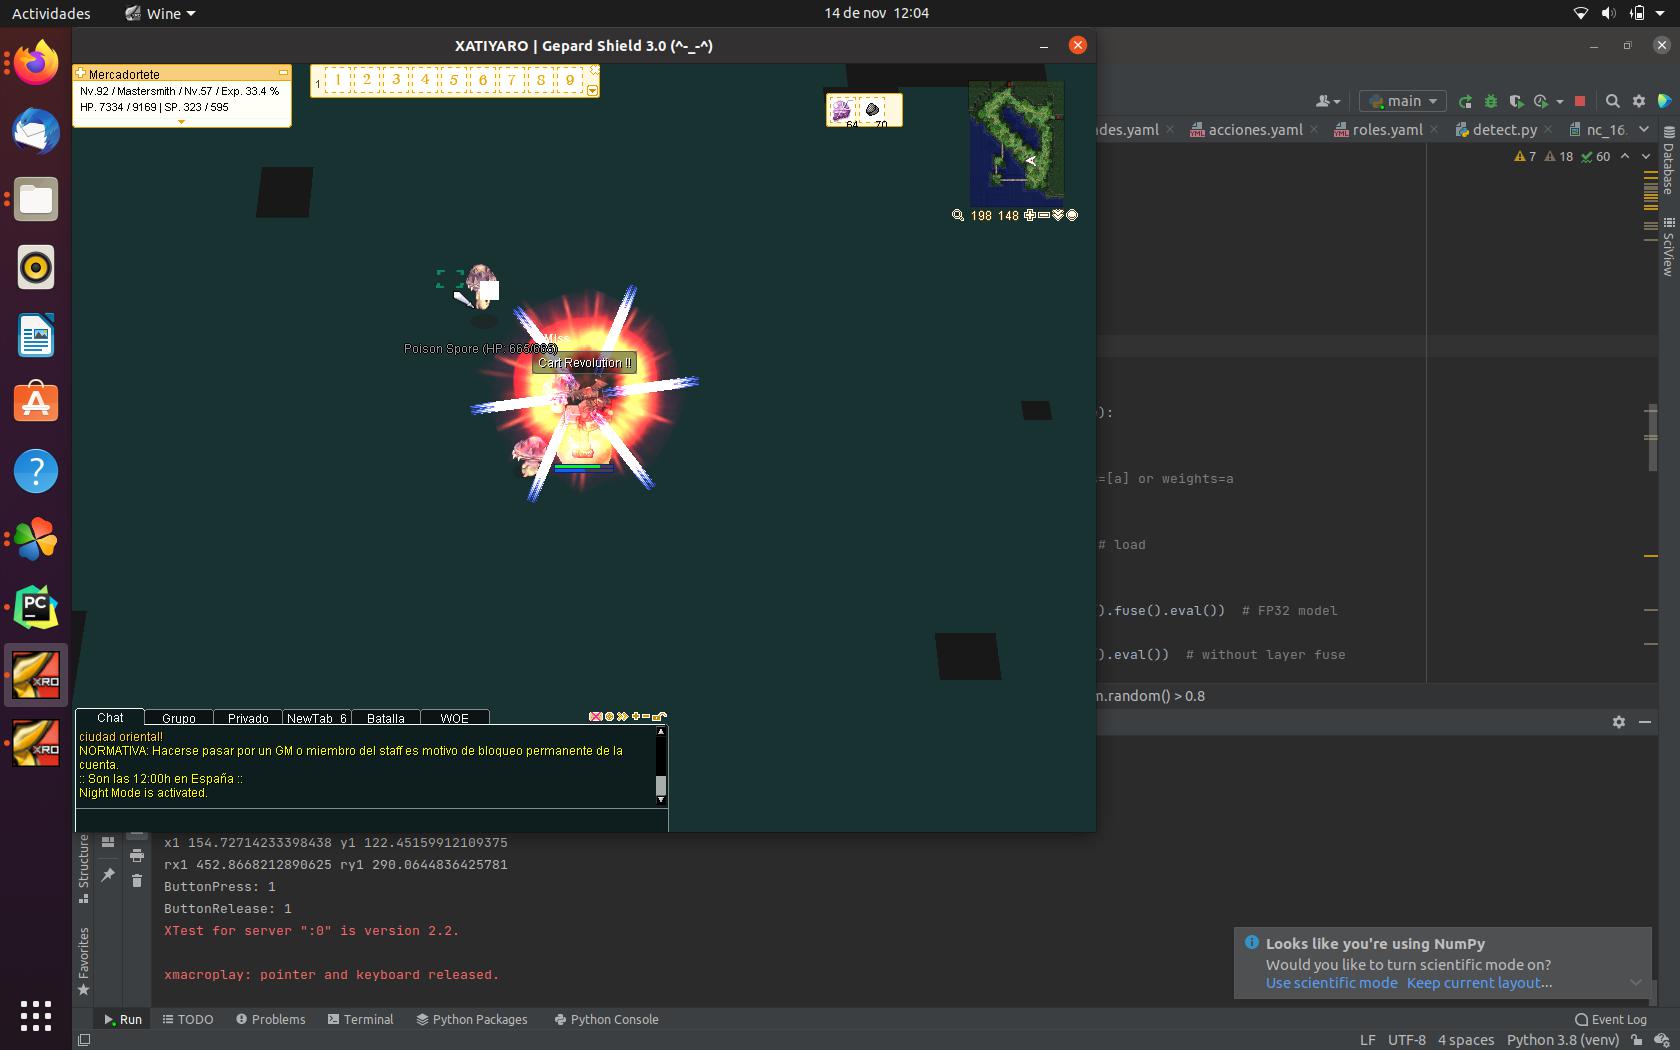 Actividades
Wine
14 de nov 12:04
XATIYARO | Gepard Shield 3.0 (^-_-^)
Mercadortete
Nv.92 / Mastersmith / Nv.57 / Exp. 33.4 %
HP. 7334 / 9169 | SP. 323 / 595
1 1 2 3 4 5 6 7 8 9
64 70
198 148
main
des.yaml
acciones.yaml
roles.yaml
detect.py
nc_16.
7 18 60
Database
SciView
Miss
Poison Spore (HP: 665/665)
Cart Revolution !!
):
=[a] or weights=a
# load
).fuse().eval()) # FP32 model
).eval()) # without layer fuse
m.random() > 0.8
XRO
XRO
PC
Chat
Grupo
Privado
NewTab 6
Batalla
WOE
ciudad oriental!
NORMATIVA: Hacerse pasar por un GM o miembro del staff es motivo de bloqueo permanente de la
cuenta.
:: Son las 12:00h en España ::
Night Mode is activated.
Structure
Favorites
x1 154.72714233398438 y1 122.45159912109375
rx1 452.8668212890625 ry1 290.0644836425781
ButtonPress: 1
ButtonRelease: 1
XTest for server ":0" is version 2.2.
xmacroplay: pointer and keyboard released.
Looks like you're using NumPy
Would you like to turn scientific mode on?
Use scientific mode Keep current layout...
Run
TODO
Problems
Terminal
Python Packages
Python Console
Event Log
LF UTF-8 4 spaces Python 3.8 (venv)